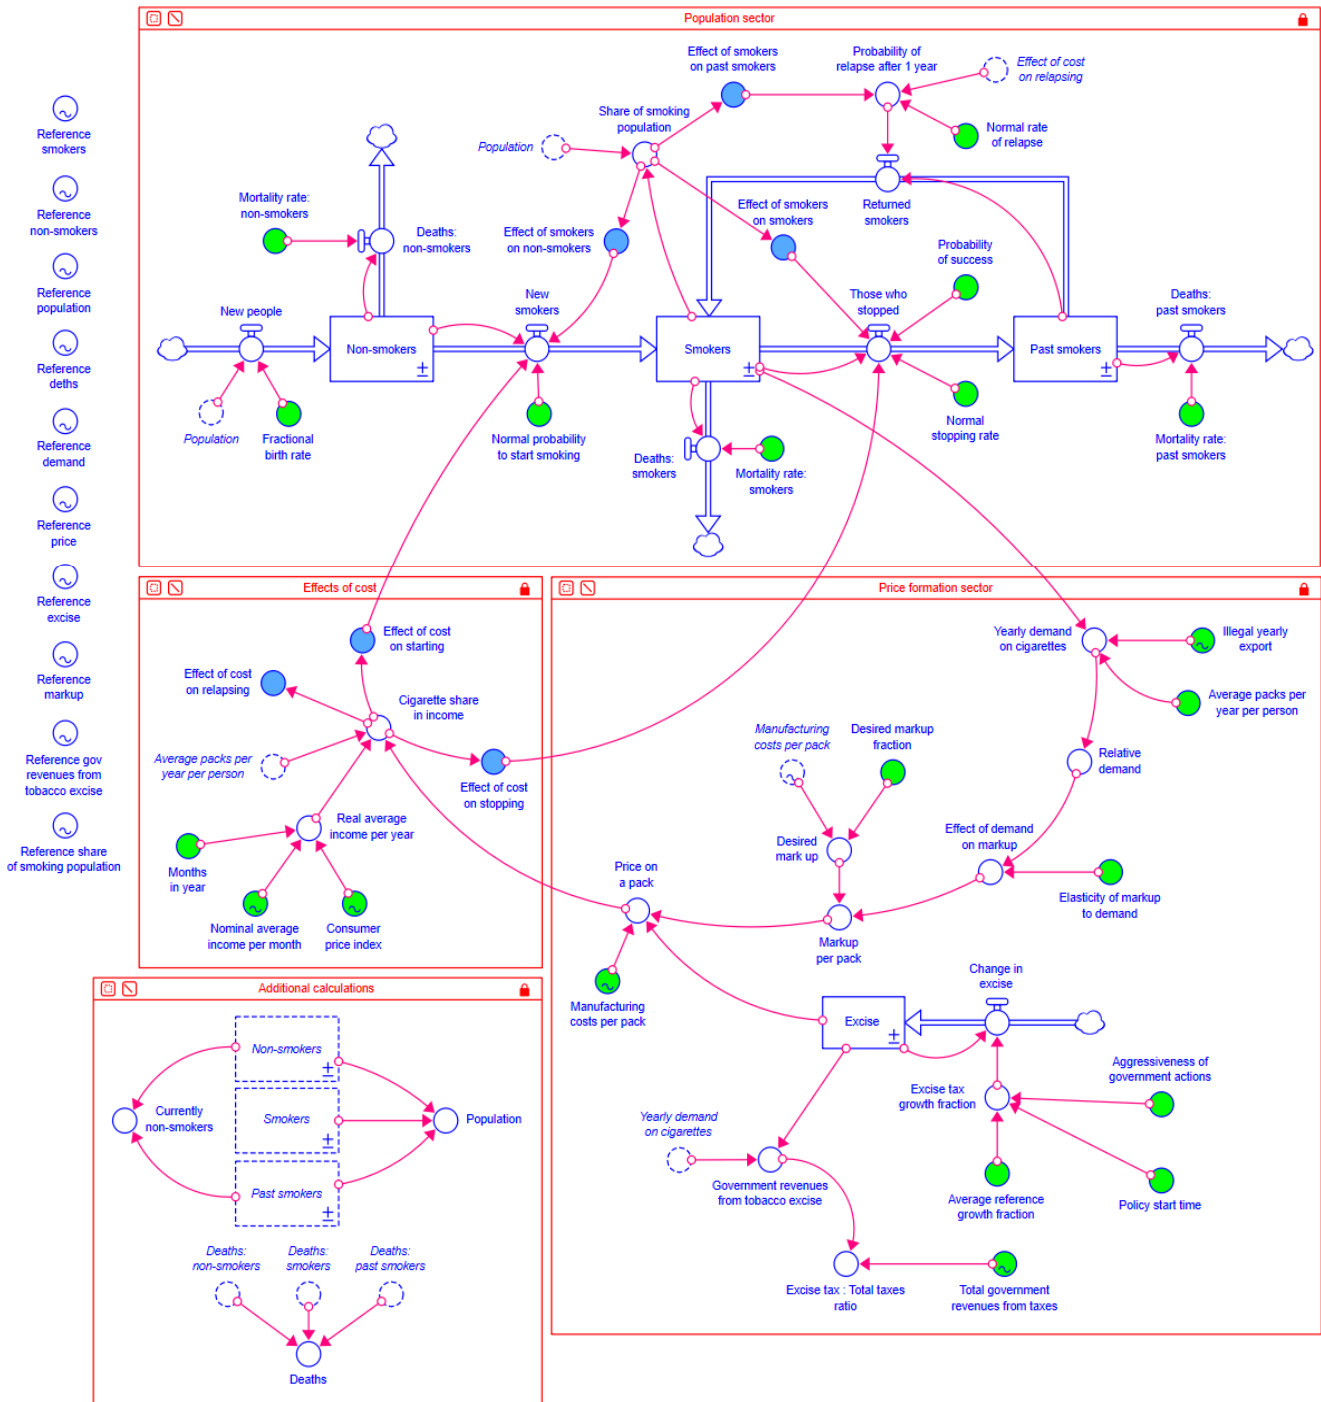 Population sector
Effect of smokers
on past smokers
Probability of
relapse after 1 year
Effect of cost
on relapsing
Share of smoking
population
Normal rate
of relapse
Population
Mortality rate:
non-smokers
Deaths:
non-smokers
Effect of smokers
on non-smokers
Effect of smokers
on smokers
Returned
smokers
Probability
of success
New people
New
smokers
Those who
stopped
Deaths:
past smokers
Non-smokers
Smokers
Past smokers
Population
Fractional
birth rate
Normal probability
to start smoking
Deaths:
smokers
Mortality rate:
smokers
Normal
stopping rate
Mortality rate:
past smokers
Reference
smokers
Reference
non-smokers
Reference
population
Reference
deths
Reference
demand
Reference
price
Reference
excise
Reference
markup
Reference gov
revenues from
tobacco excise
Reference share
of smoking population
Effects of cost
Effect of cost
on starting
Effect of cost
on relapsing
Cigarette share
in income
Average packs per
year per person
Effect of cost
on stopping
Real average
income per year
Months
in year
Nominal average
income per month
Consumer
price index
Price formation sector
Yearly demand
on cigarettes
Illegal yearly
export
Average packs per
year per person
Manufacturing
costs per pack
Desired markup
fraction
Relative
demand
Desired
mark up
Effect of demand
on markup
Price on
a pack
Elasticity of markup
to demand
Markup
per pack
Manufacturing
costs per pack
Change in
excise
Excise
Aggressiveness of
government actions
Excise tax
growth fraction
Yearly demand
on cigarettes
Government revenues
from tobacco excise
Average reference
growth fraction
Policy start time
Excise tax : Total taxes
ratio
Total government
revenues from taxes
Additional calculations
Non-smokers
Currently
non-smokers
Smokers
Population
Past smokers
Deaths:
non-smokers
Deaths:
smokers
Deaths:
past smokers
Deaths